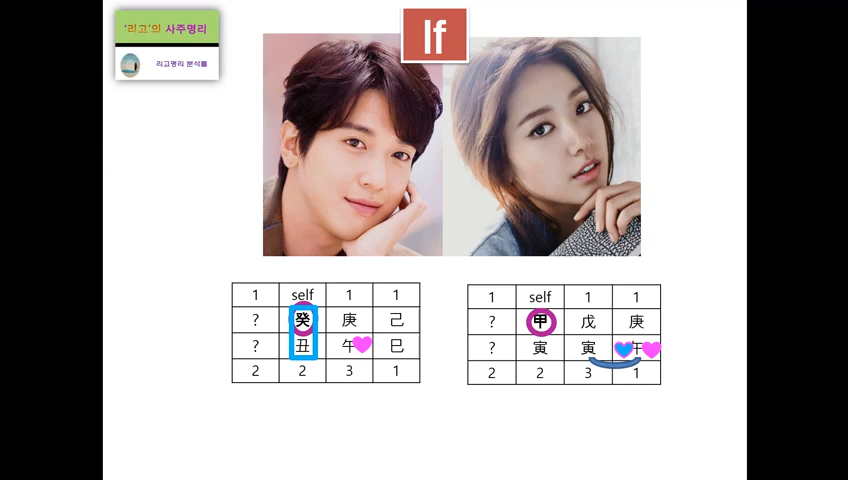 '리고'의 사주명리
리고명리 분석툴
If
1 self 1 1
? 癸 庚 己
? 丑 午 巳
2 2 3 1
1 self 1 1
? 甲 戊 庚
? 寅 寅 午
2 2 3 1